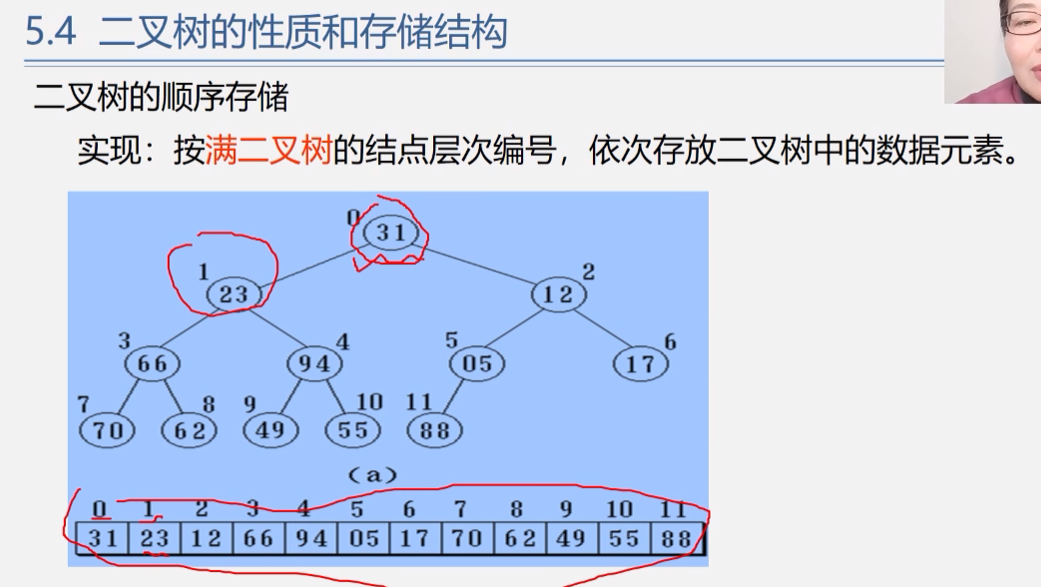 5.4 二叉树的性质和存储结构
二叉树的顺序存储
实现：按满二叉树的结点层次编号，依次存放二叉树中的数据元素。
0
31
1 2
23 12
3 4 5 6
66 94 05 17
7 8 9 10 11
70 62 49 55 88
(a)
0 1 2 3 4 5 6 7 8 9 10 11
31 23 12 66 94 05 17 70 62 49 55 88